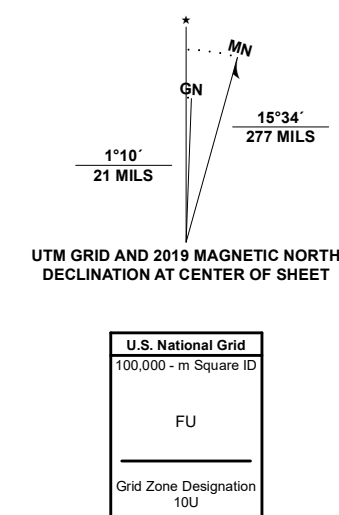 ★
MN
GN
15°34´
277 MILS
1°10´
21 MILS
UTM GRID AND 2019 MAGNETIC NORTH
DECLINATION AT CENTER OF SHEET
U.S. National Grid
100,000 - m Square ID
FU
Grid Zone Designation
10U